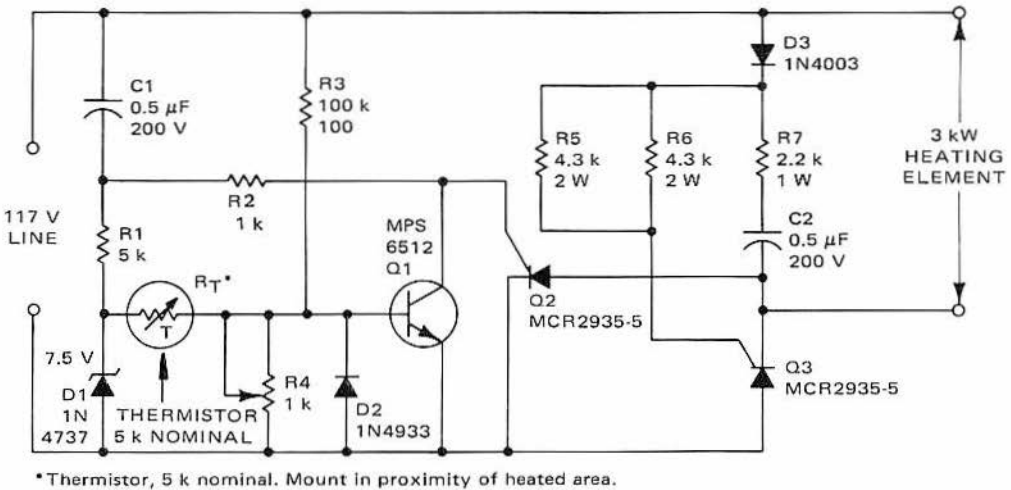 C1
0.5 µF
200 V
R3
100 k
100
D3
1N4003
R5
4.3 k
2 W
R6
4.3 k
2 W
R7
2.2 k
1 W
3 kW
HEATING
ELEMENT
117 V
LINE
R1
5 k
R2
1 k
MPS
6512
Q1
C2
0.5 µF
200 V
RT*
T
Q2
MCR2935-5
7.5 V
D1
1N
4737
THERMISTOR
5 k NOMINAL
R4
1 k
D2
1N4933
Q3
MCR2935-5
*Thermistor, 5 k nominal. Mount in proximity of heated area.